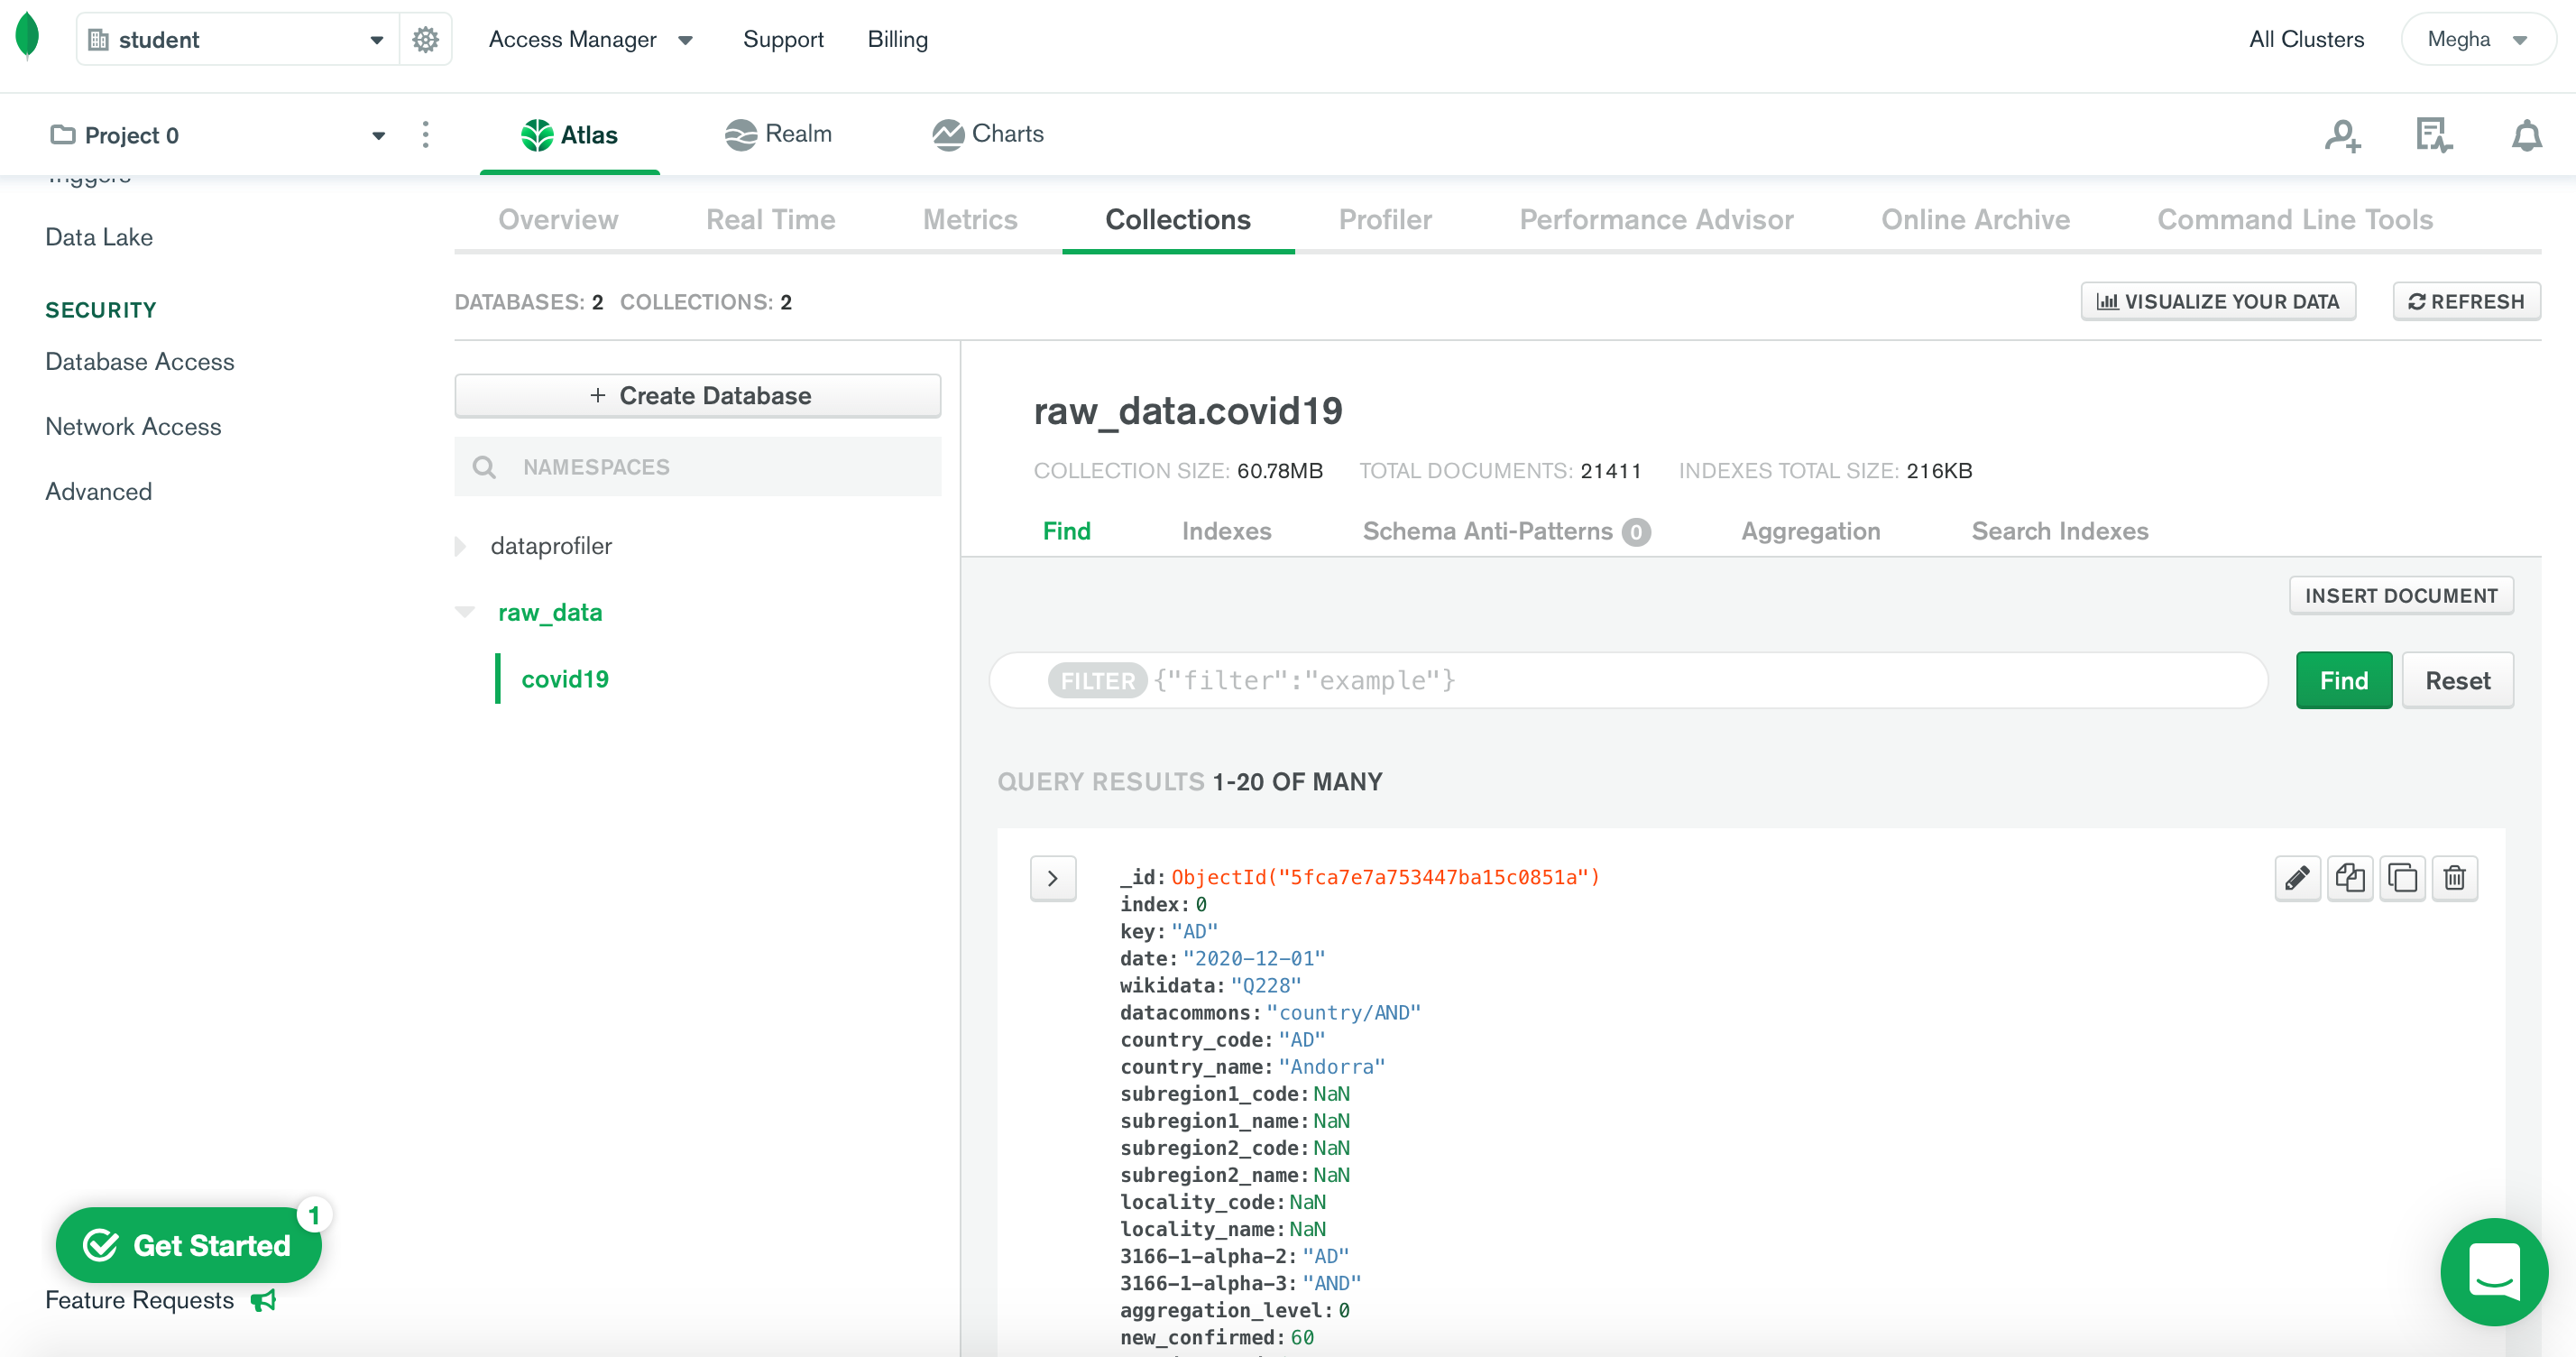 student
Access Manager
Support
Billing
All Clusters
Megha
Project 0
Atlas
Realm
Charts
Triggers
Data Lake
SECURITY
Database Access
Network Access
Advanced
Get Started
1
Feature Requests
Overview
Real Time
Metrics
Collections
Profiler
Performance Advisor
Online Archive
Command Line Tools
DATABASES: 2 COLLECTIONS: 2
VISUALIZE YOUR DATA
REFRESH
+ Create Database
NAMESPACES
dataprofiler
raw_data
covid19
raw_data.covid19
COLLECTION SIZE: 60.78MB TOTAL DOCUMENTS: 21411 INDEXES TOTAL SIZE: 216KB
Find
Indexes
Schema Anti-Patterns 0
Aggregation
Search Indexes
INSERT DOCUMENT
FILTER {"filter":"example"}
Find
Reset
QUERY RESULTS 1-20 OF MANY
_id: ObjectId("5fca7e7a753447ba15c0851a")
index: 0
key: "AD"
date: "2020-12-01"
wikidata: "Q228"
datacommons: "country/AND"
country_code: "AD"
country_name: "Andorra"
subregion1_code: NaN
subregion1_name: NaN
subregion2_code: NaN
subregion2_name: NaN
locality_code: NaN
locality_name: NaN
3166-1-alpha-2: "AD"
3166-1-alpha-3: "AND"
aggregation_level: 0
new_confirmed: 60